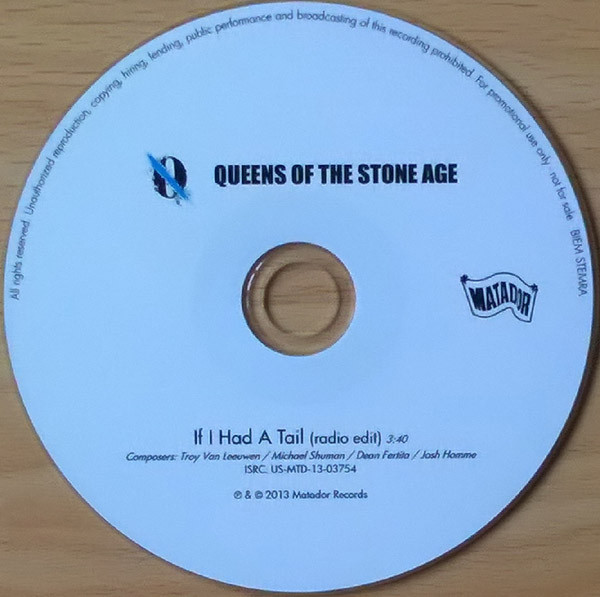 All rights reserved. Unauthorized reproduction, copying, hiring, lending, public performance and broadcasting of this recording prohibited. For promotional use only - not for sale. BIEM STEMRA
Q
QUEENS OF THE STONE AGE
MATADOR
If I Had A Tail (radio edit) 3:40
Composers: Troy Van Leeuwen / Michael Shuman / Dean Fertita / Josh Homme
ISRC: US-MTD-13-03754
℗ & © 2013 Matador Records